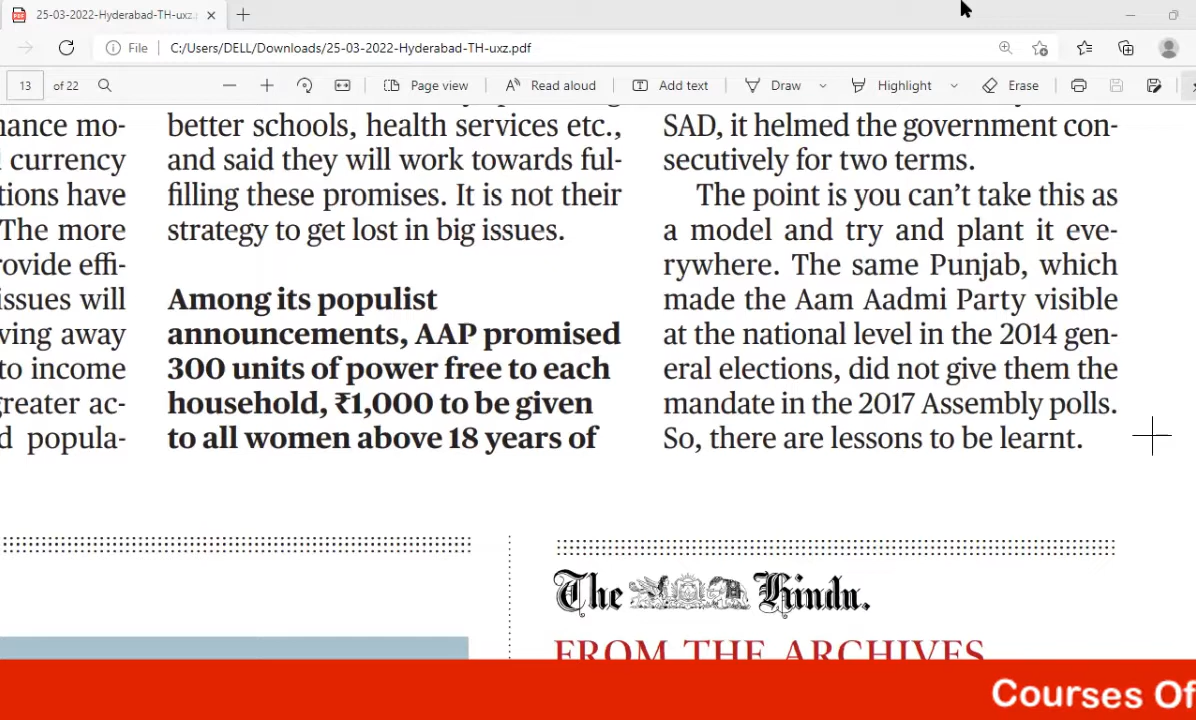 25-03-2022-Hyderabad-TH-uxz.
File C:/Users/DELL/Downloads/25-03-2022-Hyderabad-TH-uxz.pdf
13 of 22 Page view Read aloud Add text Draw Highlight Erase
mo-
currency
have
The more
effi-
issues will
away
to income
greater ac-
popula-
better schools, health services etc.,
and said they will work towards ful-
filling these promises. It is not their
strategy to get lost in big issues.
Among its populist
announcements, AAP promised
300 units of power free to each
household, ₹1,000 to be given
to all women above 18 years of
SAD, it helmed the government con-
secutively for two terms.
The point is you can't take this as
a model and try and plant it eve-
rywhere. The same Punjab, which
made the Aam Aadmi Party visible
at the national level in the 2014 gen-
eral elections, did not give them the
mandate in the 2017 Assembly polls.
So, there are lessons to be learnt.
The Hindu.
FROM THE ARCHIVES
Courses Of